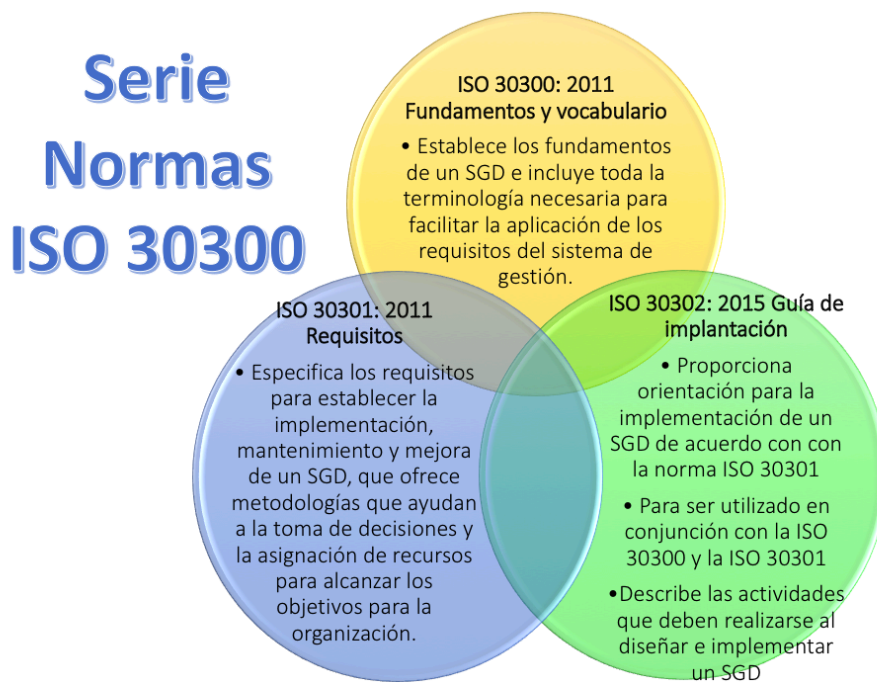 Serie
Normas
ISO 30300
ISO 30300: 2011
Fundamentos y vocabulario
• Establece los fundamentos
de un SGD e incluye toda la
terminología necesaria para
facilitar la aplicación de los
requisitos del sistema de
gestión.
ISO 30301: 2011
Requisitos
• Especifica los requisitos
para establecer la
implementación,
mantenimiento y mejora
de un SGD, que ofrece
metodologías que ayudan
a la toma de decisiones y
la asignación de recursos
para alcanzar los
objetivos para la
organización.
ISO 30302: 2015 Guía de
implantación
• Proporciona
orientación para la
implementación de un
SGD de acuerdo con con
la norma ISO 30301
• Para ser utilizado en
conjunción con la ISO
30300 y la ISO 30301
•Describe las actividades
que deben realizarse al
diseñar e implementar
un SGD